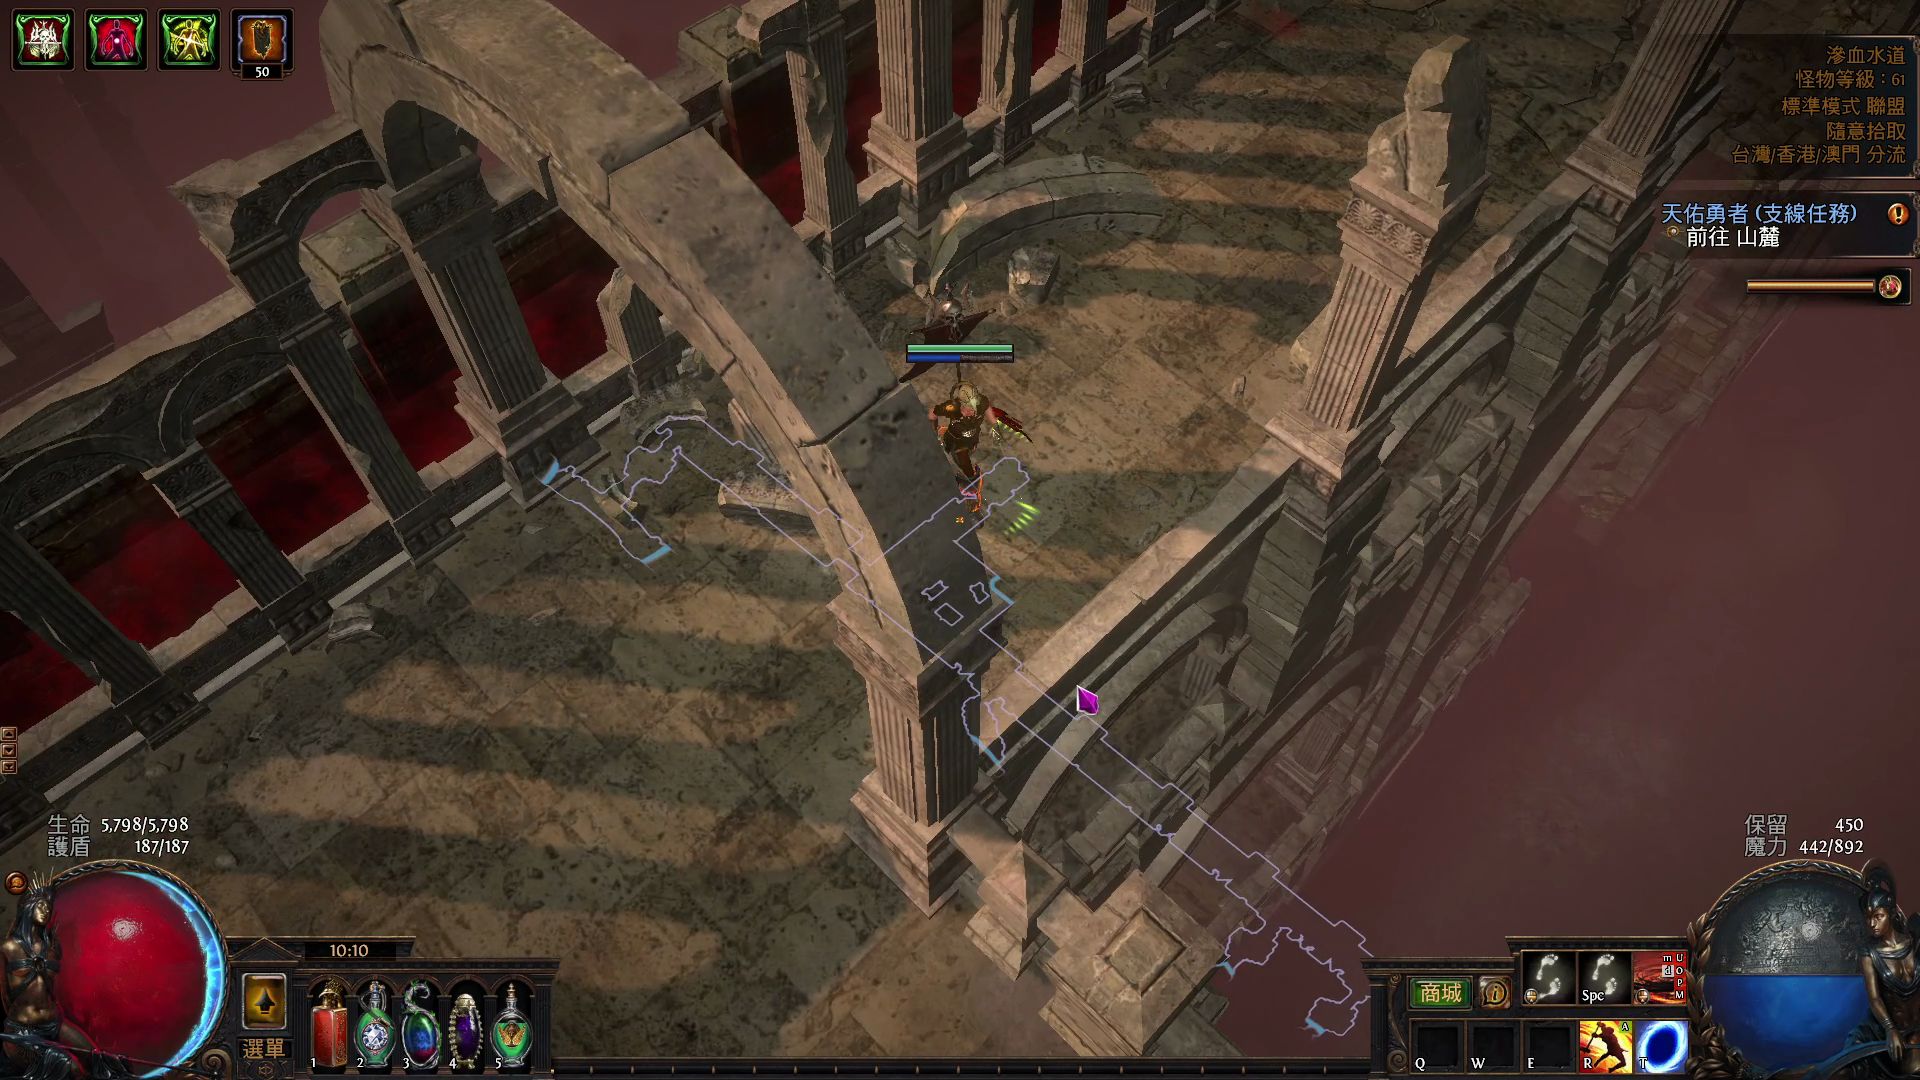 50
滲血水道
怪物等級：61
標準模式 聯盟
隨意拾取
台灣/香港/澳門 分流
天佑勇者 (支線任務)
前往 山麓
生命 5,798/5,798
護盾 187/187
保留 450
魔力 442/892
10:10
選單
1 2 3 4 5
商城
Spc
Q W E R T
A